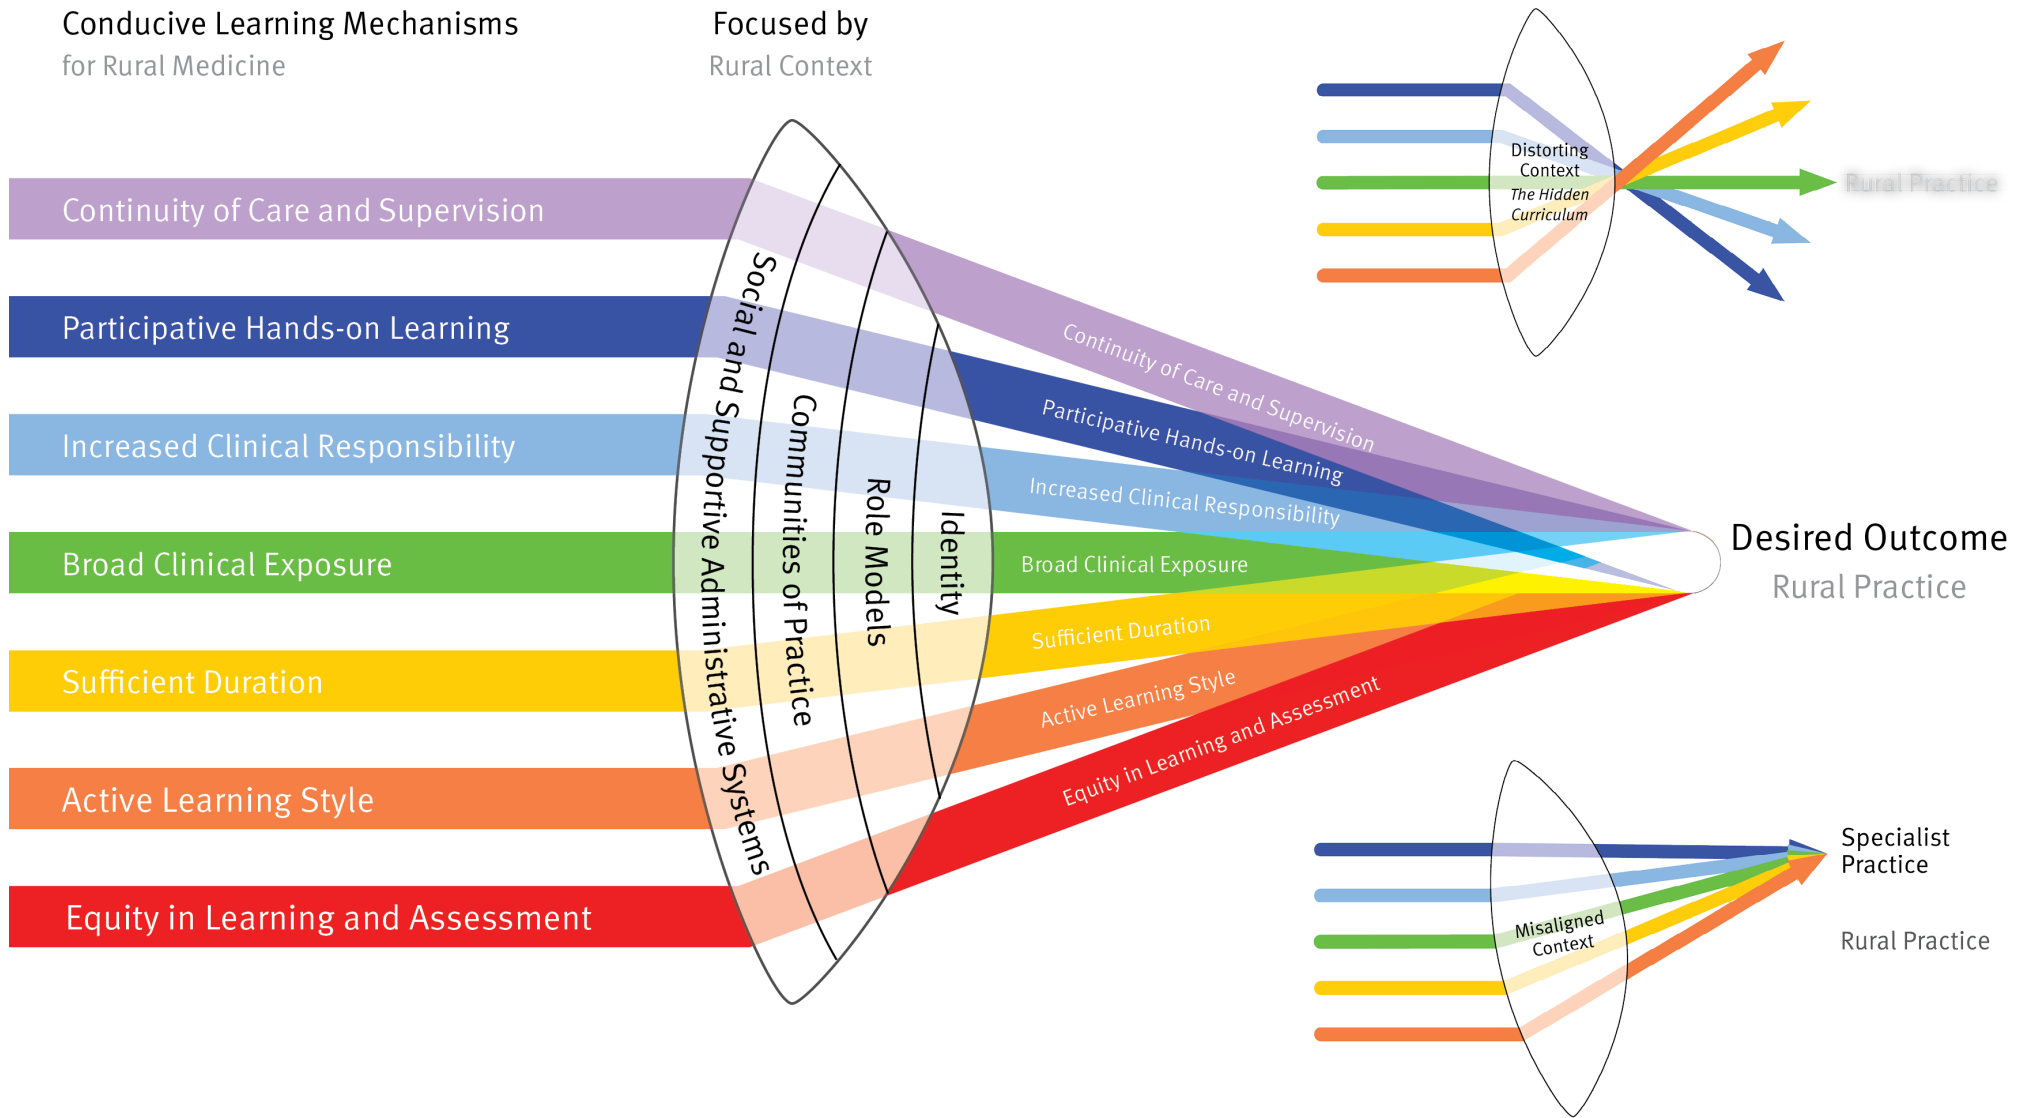 Conducive Learning Mechanisms
for Rural Medicine
Focused by
Rural Context
Continuity of Care and Supervision
Participative Hands-on Learning
Increased Clinical Responsibility
Broad Clinical Exposure
Sufficient Duration
Active Learning Style
Equity in Learning and Assessment
Social and Supportive Administrative Systems
Communities of Practice
Role Models
Identity
Continuity of Care and Supervision
Participative Hands-on Learning
Increased Clinical Responsibility
Broad Clinical Exposure
Sufficient Duration
Active Learning Style
Equity in Learning and Assessment
Desired Outcome
Rural Practice
Distorting
Context
The Hidden
Curriculum
Rural Practice
Misaligned
Context
Specialist
Practice
Rural Practice